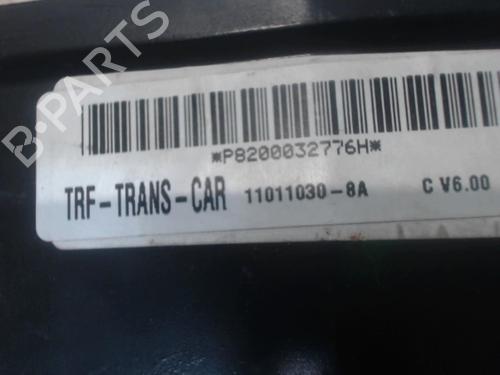 *P8200032776H*
TRF-TRANS-CAR 11011030-8A C V6.00
B-PARTS